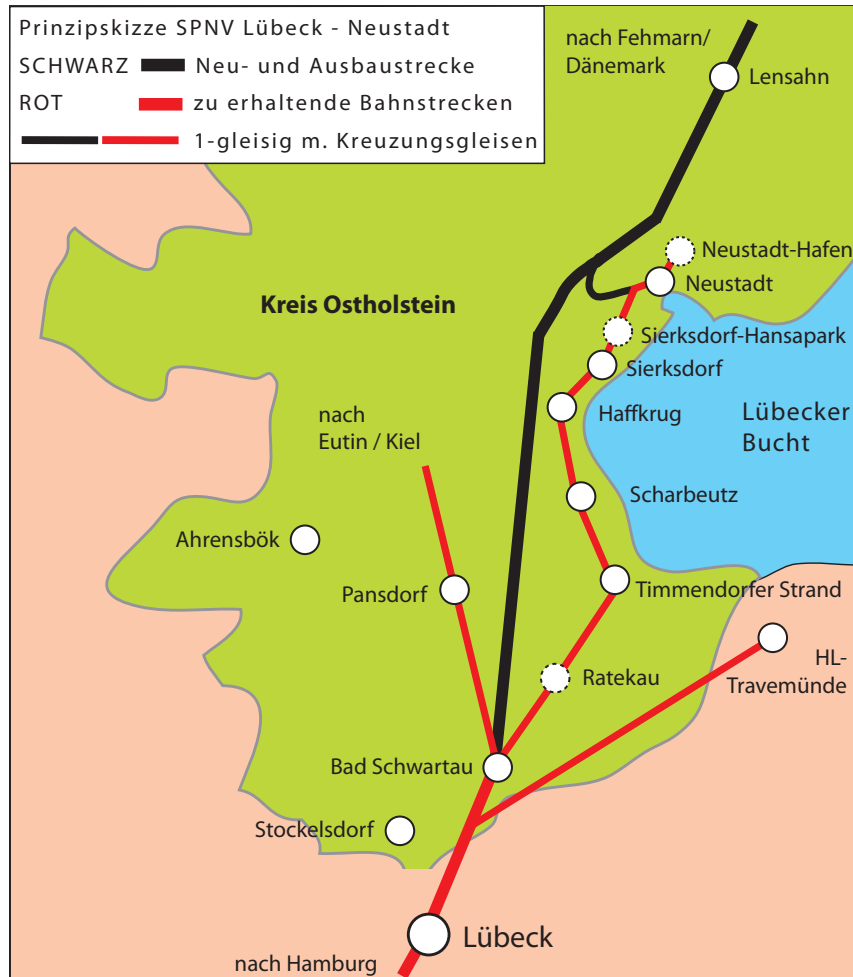 Prinzipskizze SPNV Lübeck - Neustadt
SCHWARZ Neu- und Ausbaustrecke
ROT zu erhaltende Bahnstrecken
1-gleisig m. Kreuzungsgleisen
nach Fehmarn/
Dänemark
Lensahn
Neustadt-Hafen
Neustadt
Kreis Ostholstein
Sierksdorf-Hansapark
Sierksdorf
nach
Eutin / Kiel
Haffkrug
Lübecker
Bucht
Scharbeutz
Ahrensbök
Pansdorf
Timmendorfer Strand
HL-
Travemünde
Ratekau
Bad Schwartau
Stockelsdorf
Lübeck
nach Hamburg